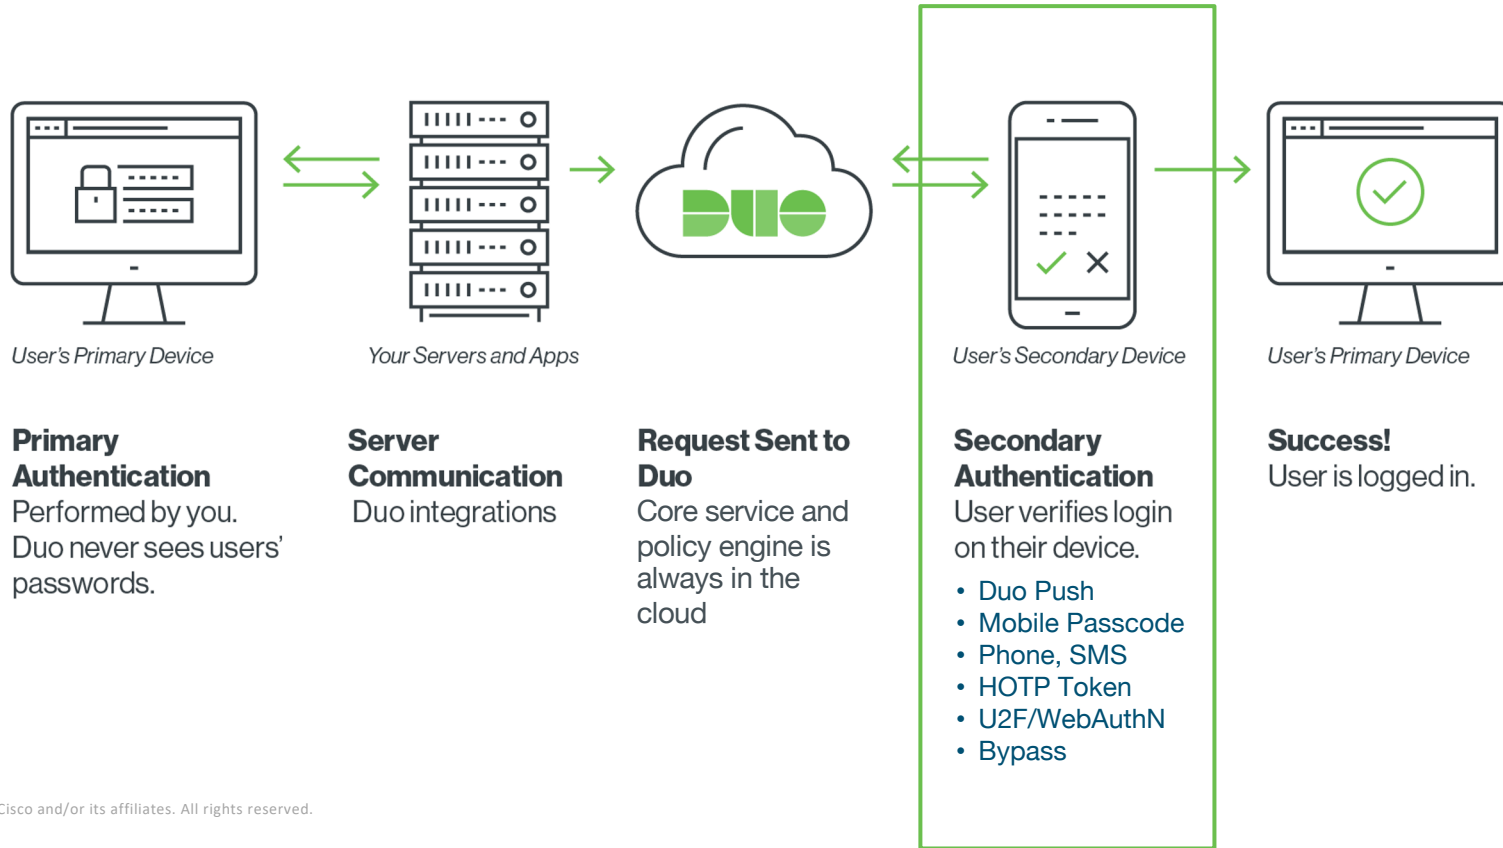 DUO
User's Primary Device
Your Servers and Apps
User's Secondary Device
User's Primary Device
Primary
Authentication
Performed by you.
Duo never sees users'
passwords.
Server
Communication
Duo integrations
Request Sent to
Duo
Core service and
policy engine is
always in the
cloud
Secondary
Authentication
User verifies login
on their device.
• Duo Push
• Mobile Passcode
• Phone, SMS
• HOTP Token
• U2F/WebAuthN
• Bypass
Success!
User is logged in.
Cisco and/or its affiliates. All rights reserved.